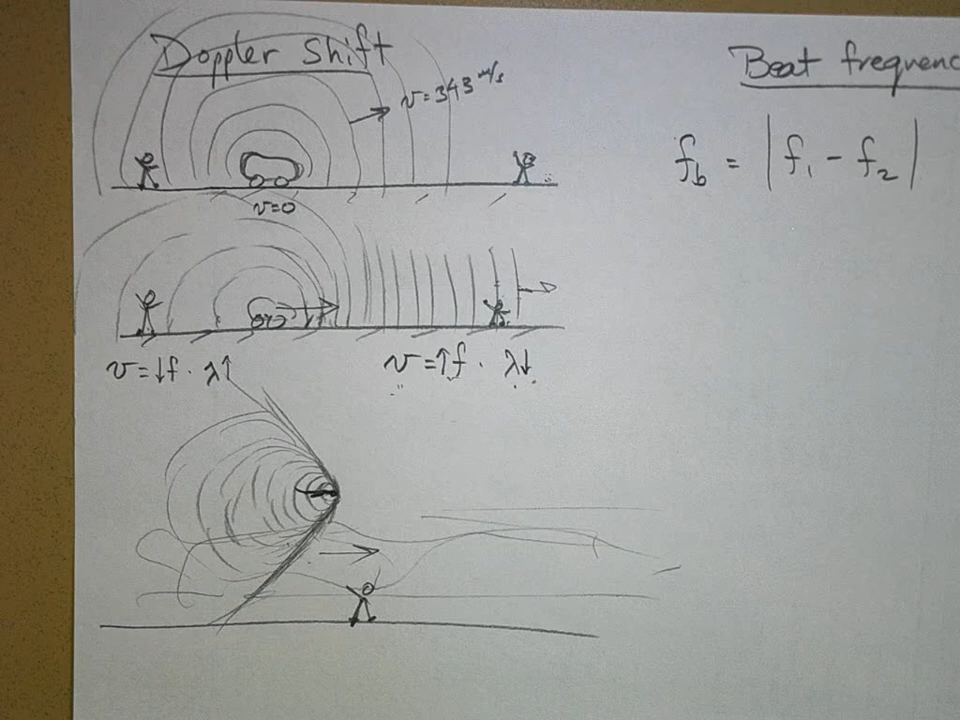 Doppler Shift
v = 343 m/s
v=0
v = ↓f · λ↑
v = ↑f · λ↓
Beat frequenc
f_b = | f_1 - f_2 |